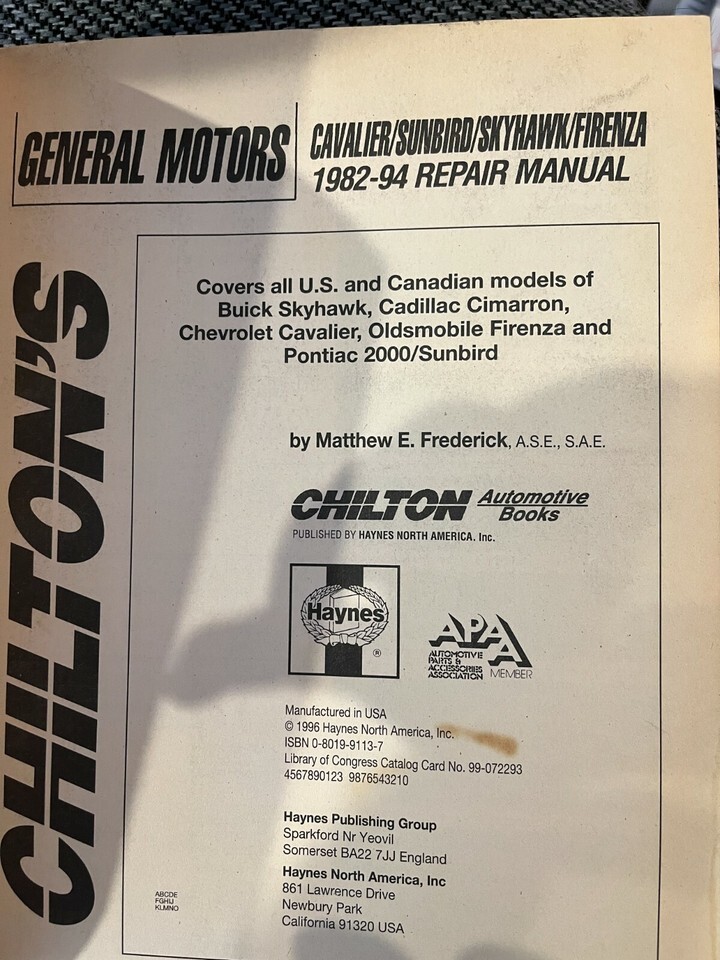 GENERAL MOTORS
CAVALIER/SUNBIRD/SKYHAWK/FIRENZA
1982-94 REPAIR MANUAL
CHILTON'S
Covers all U.S. and Canadian models of
Buick Skyhawk, Cadillac Cimarron,
Chevrolet Cavalier, Oldsmobile Firenza and
Pontiac 2000/Sunbird
by Matthew E. Frederick, A.S.E., S.A.E.
CHILTON Automotive
Books
PUBLISHED BY HAYNES NORTH AMERICA. Inc.
Haynes
®
APAA
AUTOMOTIVE
PARTS &
ACCESSORIES
ASSOCIATION MEMBER
Manufactured in USA
© 1996 Haynes North America, Inc.
ISBN 0-8019-9113-7
Library of Congress Catalog Card No. 99-072293
4567890123 9876543210
Haynes Publishing Group
Sparkford Nr Yeovil
Somerset BA22 7JJ England
Haynes North America, Inc
861 Lawrence Drive
Newbury Park
California 91320 USA
ABCDE
FGHIJ
KLMNO